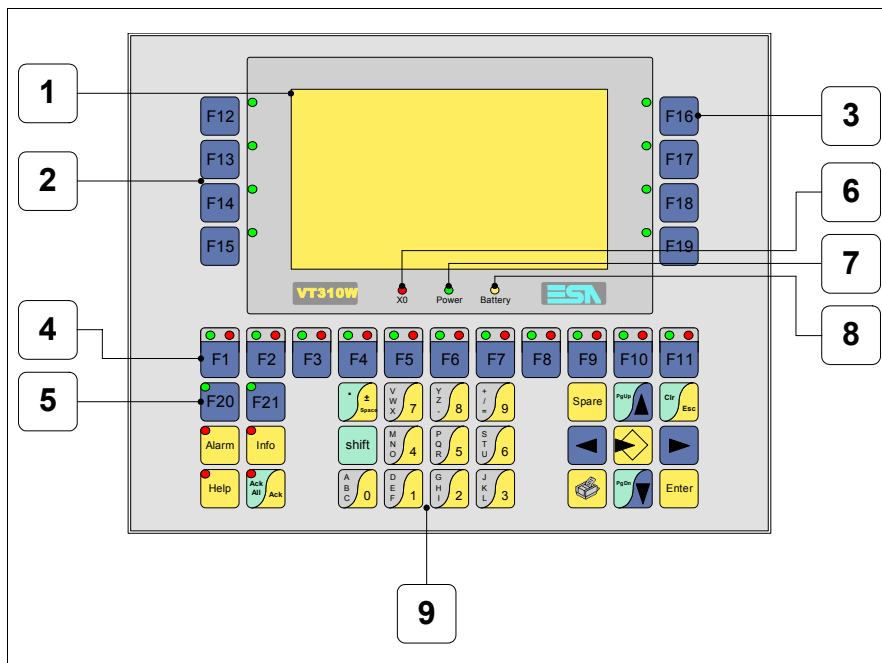 1
F12
F16
3
F13
F17
2
F14
F18
6
F15
F19
7
VT310W
X0
Power
Battery
ESA
8
4
F1
F2
F3
F4
F5
F6
F7
F8
F9
F10
F11
5
F20
F21
.
±
Space
V
W
X
7
Y
Z
-
8
+
/
=
9
Spare
PgUp
Clr
Esc
Alarm
Info
shift
M
N
O
4
P
Q
R
5
S
T
U
6
Help
Ack
All
Ack
A
B
C
0
D
E
F
1
G
H
I
2
J
K
L
3
PgDn
Enter
9